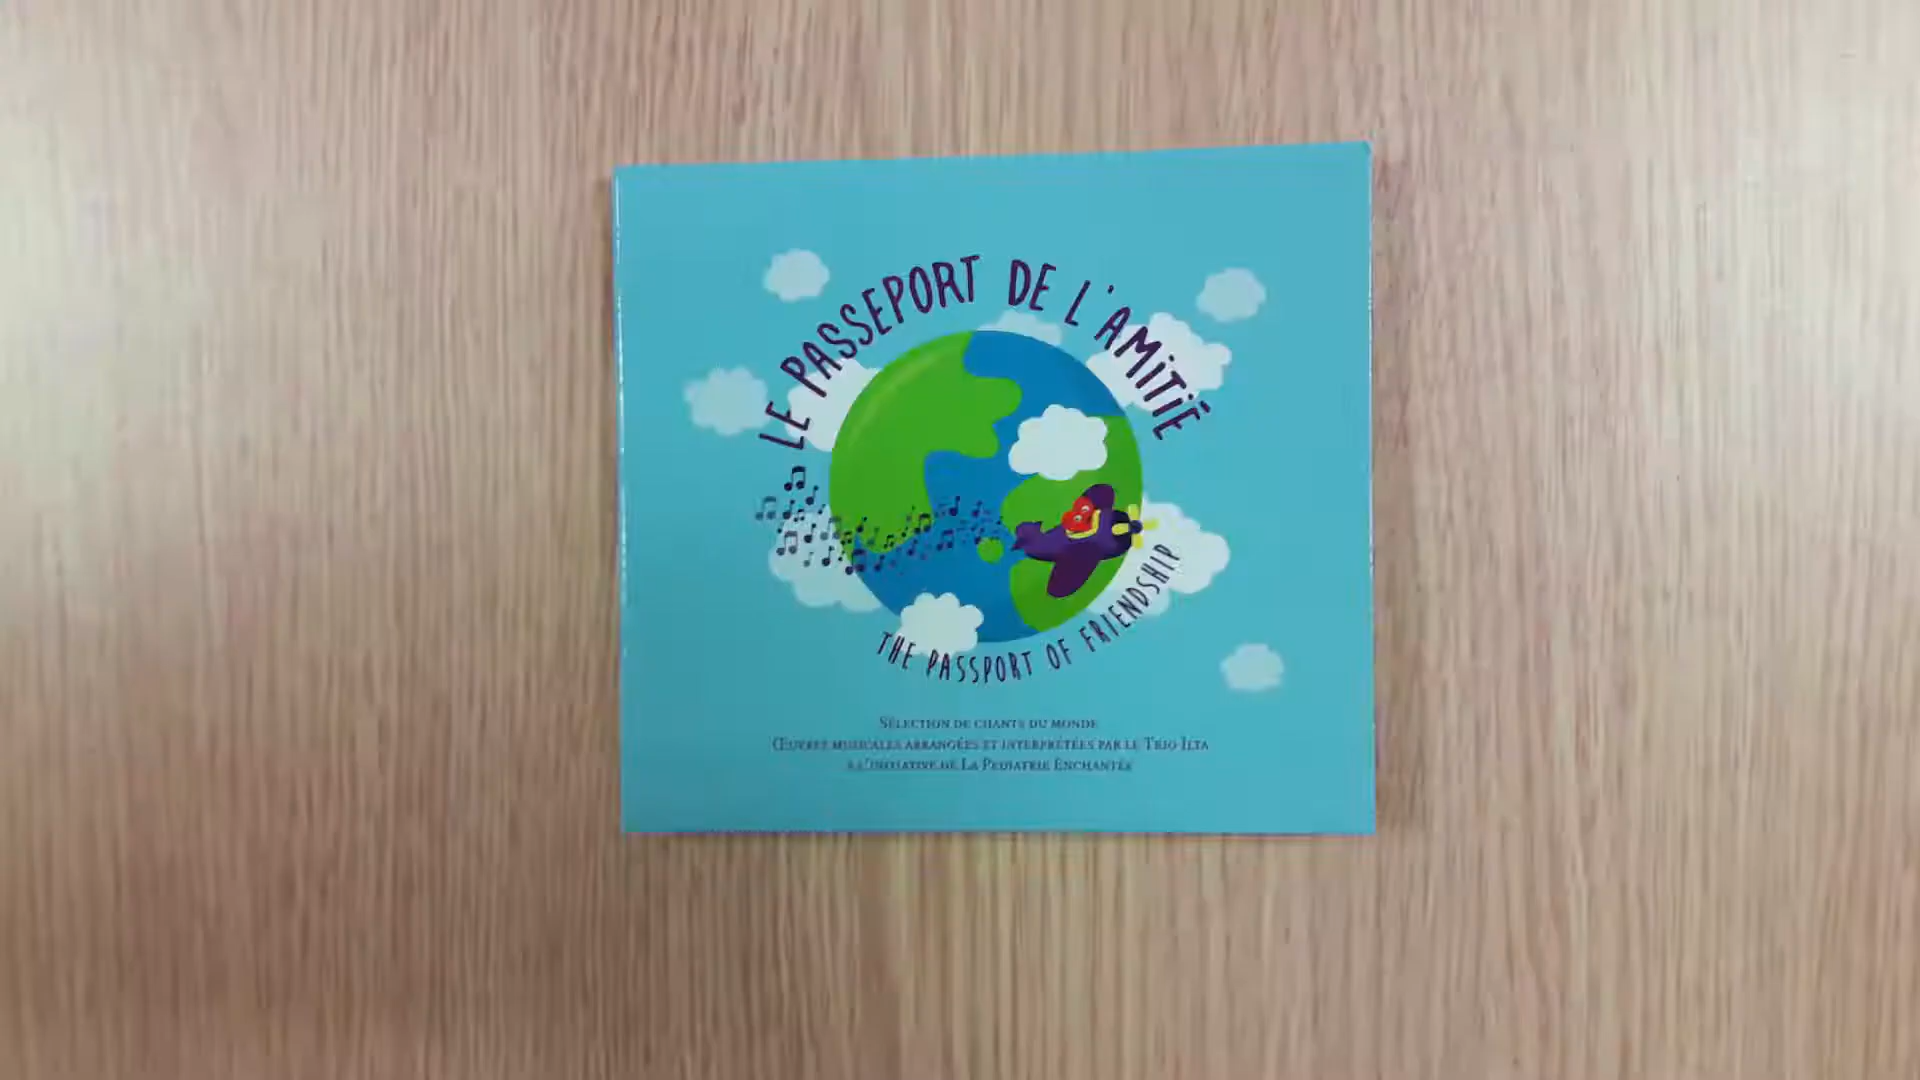 LE PASSEPORT DE L'AMITIÉ
THE PASSPORT OF FRIENDSHIP
SÉLECTION DE CHANTS DU MONDE
ŒUVRES MUSICALES ARRANGÉES ET INTERPRÉTÉES PAR LE TRIO ILTA
À L'INITIATIVE DE LA PÉDIATRIE ENCHANTÉE